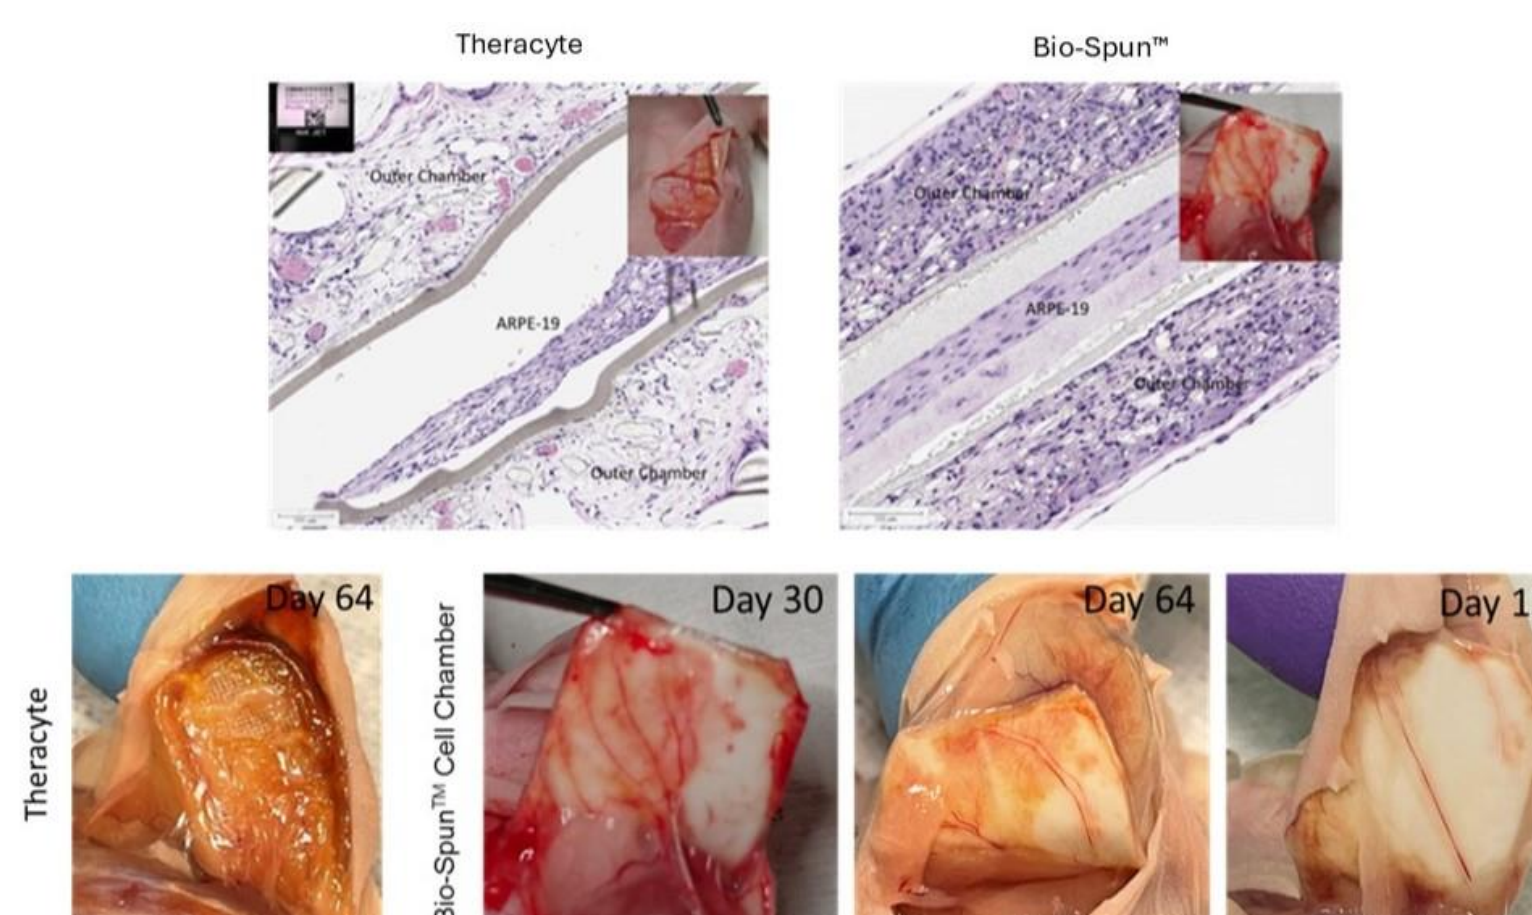 Theracyte
Bio-Spun™
Outer Chamber
ARPE-19
Outer Chamber
Outer Chamber
ARPE-19
Outer Chamber
Theracyte
Day 64
Bio-Spun™ Cell Chamber
Day 30
Day 64
Day 1